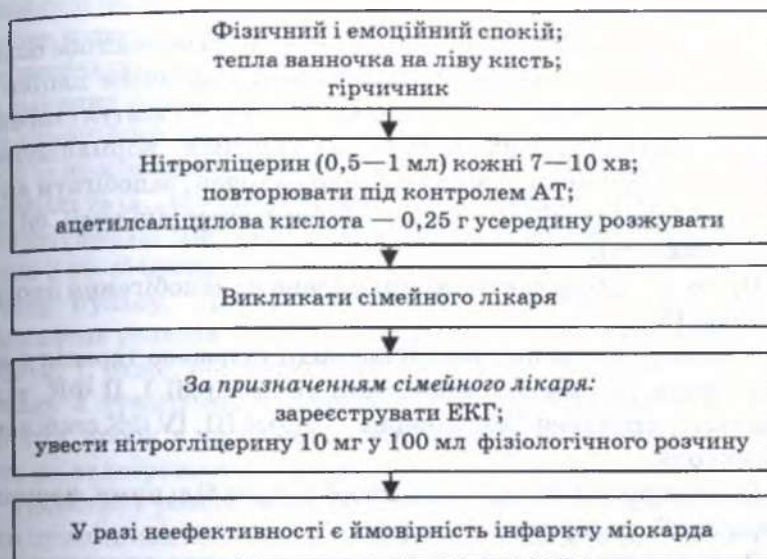 Фізичний і емоційний спокій;
тепла ванночка на ліву кисть;
гірчичник
Нітрогліцерин (0,5—1 мл) кожні 7—10 хв;
повторювати під контролем АТ;
ацетилсаліцилова кислота — 0,25 г усередину розжувати
Викликати сімейного лікаря
За призначенням сімейного лікаря:
зареєструвати ЕКГ;
увести нітрогліцерину 10 мг у 100 мл фізіологічного розчину
У разі неефективності є ймовірність інфаркту міокарда